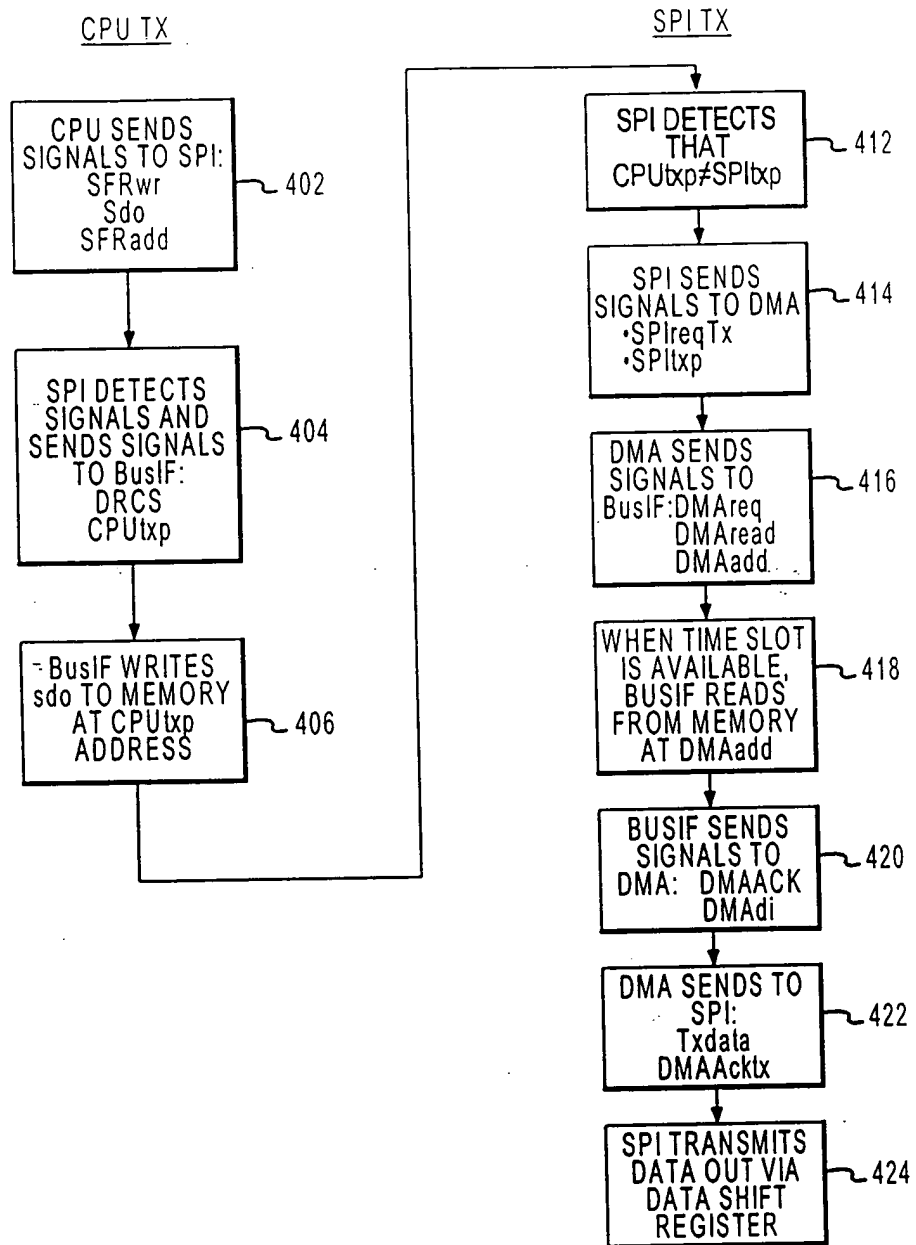 CPU TX
CPU SENDS
SIGNALS TO SPI:
SFRwr
Sdo
SFRadd
402
SPI DETECTS
SIGNALS AND
SENDS SIGNALS
TO BusIF:
DRCS
CPUtxp
404
BusIF WRITES
sdo TO MEMORY
AT CPUtxp
ADDRESS
406
SPI TX
SPI DETECTS
THAT
CPUtxp≠SPItxp
412
SPI SENDS
SIGNALS TO DMA
•SPIreqTx
•SPItxp
414
DMA SENDS
SIGNALS TO
BusIF:DMAreq
DMAread
DMAadd
416
WHEN TIME SLOT
IS AVAILABLE,
BUSIF READS
FROM MEMORY
AT DMAadd
418
BUSIF SENDS
SIGNALS TO
DMA: DMAACK
DMAdi
420
DMA SENDS TO
SPI:
Txdata
DMAAcktx
422
SPI TRANSMITS
DATA OUT VIA
DATA SHIFT
REGISTER
424